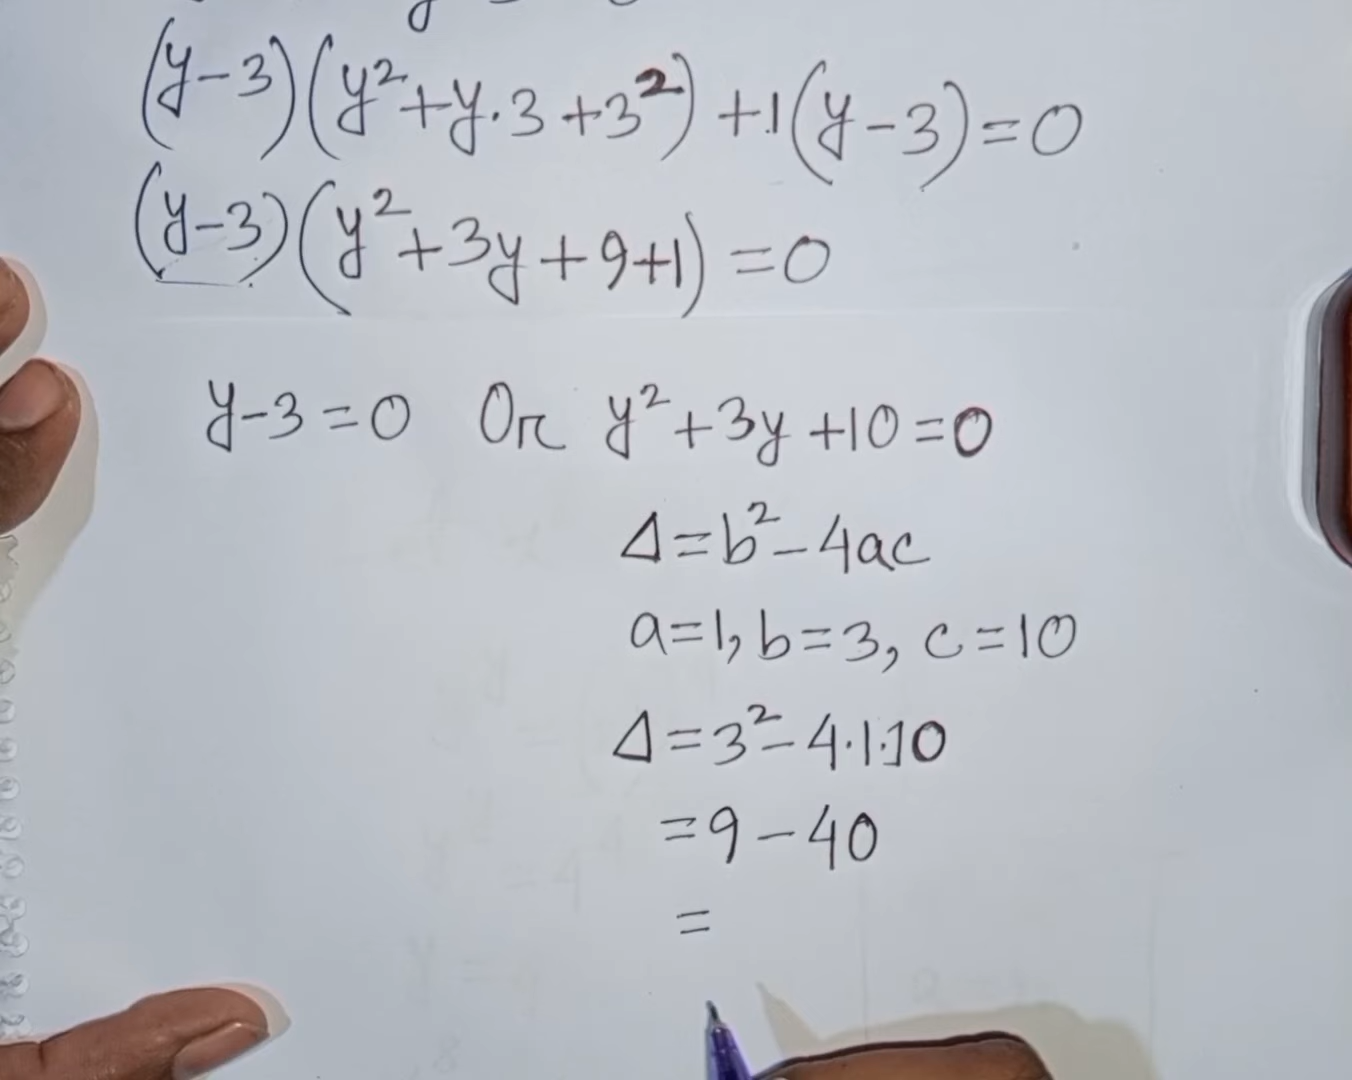 (y-3)(y²+y·3+3²)+1(y-3)=0
(y-3)(y²+3y+9+1)=0
y-3=0 Or y²+3y+10=0
Δ=b²-4ac
a=1, b=3, c=10
Δ=3²-4·1·10
=9-40
=